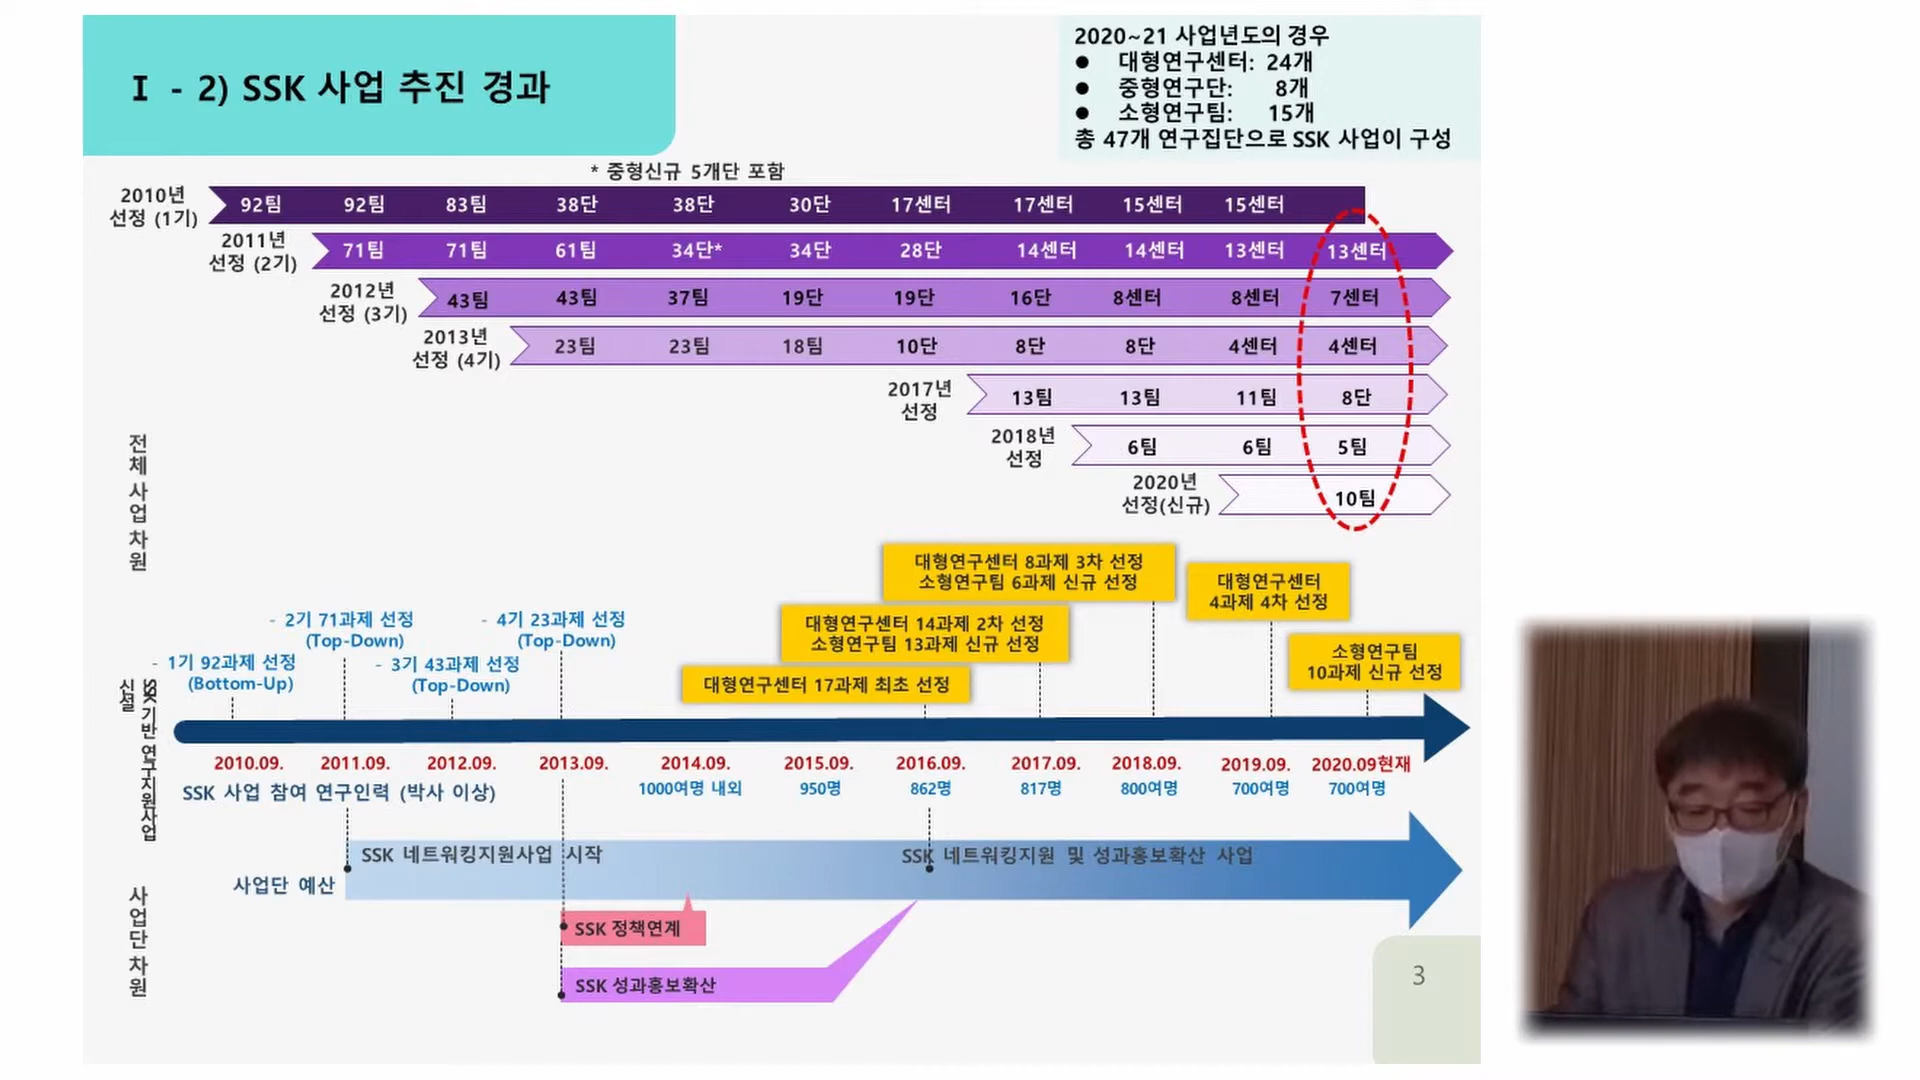 Ⅰ - 2) SSK 사업 추진 경과
2020~21 사업년도의 경우
● 대형연구센터: 24개
● 중형연구단: 8개
● 소형연구팀: 15개
총 47개 연구집단으로 SSK 사업이 구성
* 중형신규 5개단 포함
2010년
선정 (1기)
92팀 92팀 83팀 38단 38단 30단 17센터 17센터 15센터 15센터
2011년
선정 (2기)
71팀 71팀 61팀 34단* 34단 28단 14센터 14센터 13센터 13센터
2012년
선정 (3기)
43팀 43팀 37팀 19단 19단 16단 8센터 8센터 7센터
2013년
선정 (4기)
23팀 23팀 18팀 10단 8단 8단 4센터 4센터
2017년
선정
13팀 13팀 11팀 8단
2018년
선정
6팀 6팀 5팀
2020년
선정(신규)
10팀
전체 사업 차원
대형연구센터 8과제 3차 선정
소형연구팀 6과제 신규 선정
대형연구센터
4과제 4차 선정
- 2기 71과제 선정
(Top-Down)
- 4기 23과제 선정
(Top-Down)
대형연구센터 14과제 2차 선정
소형연구팀 13과제 신규 선정
소형연구팀
10과제 신규 선정
- 1기 92과제 선정
(Bottom-Up)
- 3기 43과제 선정
(Top-Down)
대형연구센터 17과제 최초 선정
SSK기반 연구지원사업
신설
2010.09. 2011.09. 2012.09. 2013.09. 2014.09. 2015.09. 2016.09. 2017.09. 2018.09. 2019.09. 2020.09현재
SSK 사업 참여 연구인력 (박사 이상) 1000여명 내외 950명 862명 817명 800여명 700여명 700여명
SSK 네트워킹지원사업 시작
SSK 네트워킹지원 및 성과홍보확산 사업
사업단 예산
사업단 차원
SSK 정책연계
SSK 성과홍보확산
3